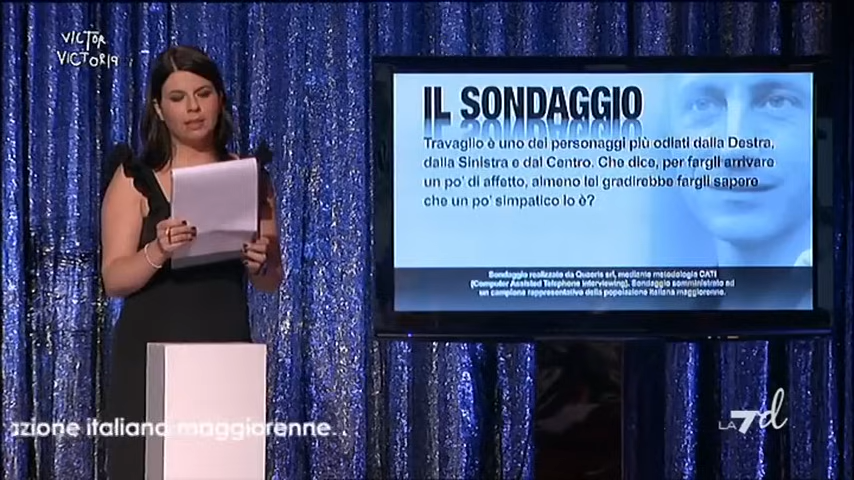 VICTOR
VICTORIA
IL SONDAGGIO
Travaglio è uno dei personaggi più odiati dalla Destra,
dalla Sinistra e dal Centro. Che dice, per fargli arrivare
un po' di affetto, almeno lei gradirebbe fargli sapere
che un po' simpatico lo è?
Sondaggio realizzato da Quaeris srl, mediante metodologia CATI
(Computer Assisted Telephone Interviewing). Sondaggio somministrato ad
un campione rappresentativo della popolazione italiana maggiorenne.
azione italiana maggiorenne.
LA7d